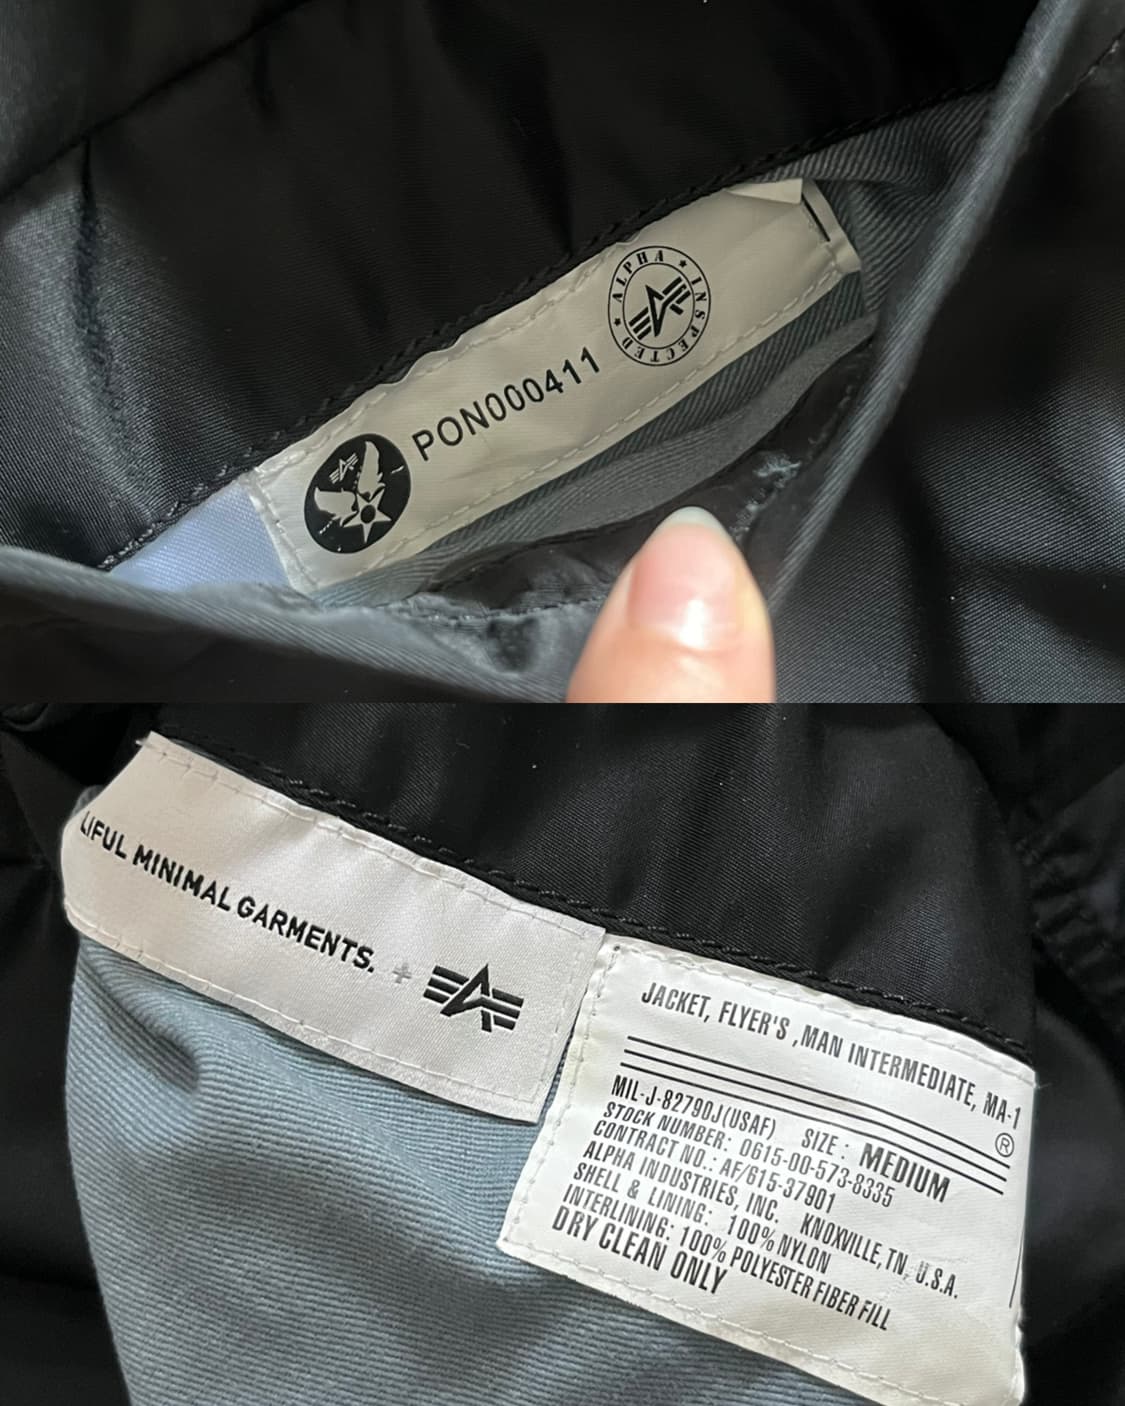 PON000411
ALPHA INSPECTED
LIFUL MINIMAL GARMENTS. +
JACKET, FLYER'S ,MAN INTERMEDIATE, MA-1
®
MIL-J-82790J(USAF) SIZE : MEDIUM
STOCK NUMBER: 0615-00-573-8335
CONTRACT NO.: AF/615-37901
ALPHA INDUSTRIES, INC. KNOXVILLE, TN, U.S.A.
SHELL & LINING: 100% NYLON
INTERLINING: 100% POLYESTER FIBER FILL
DRY CLEAN ONLY